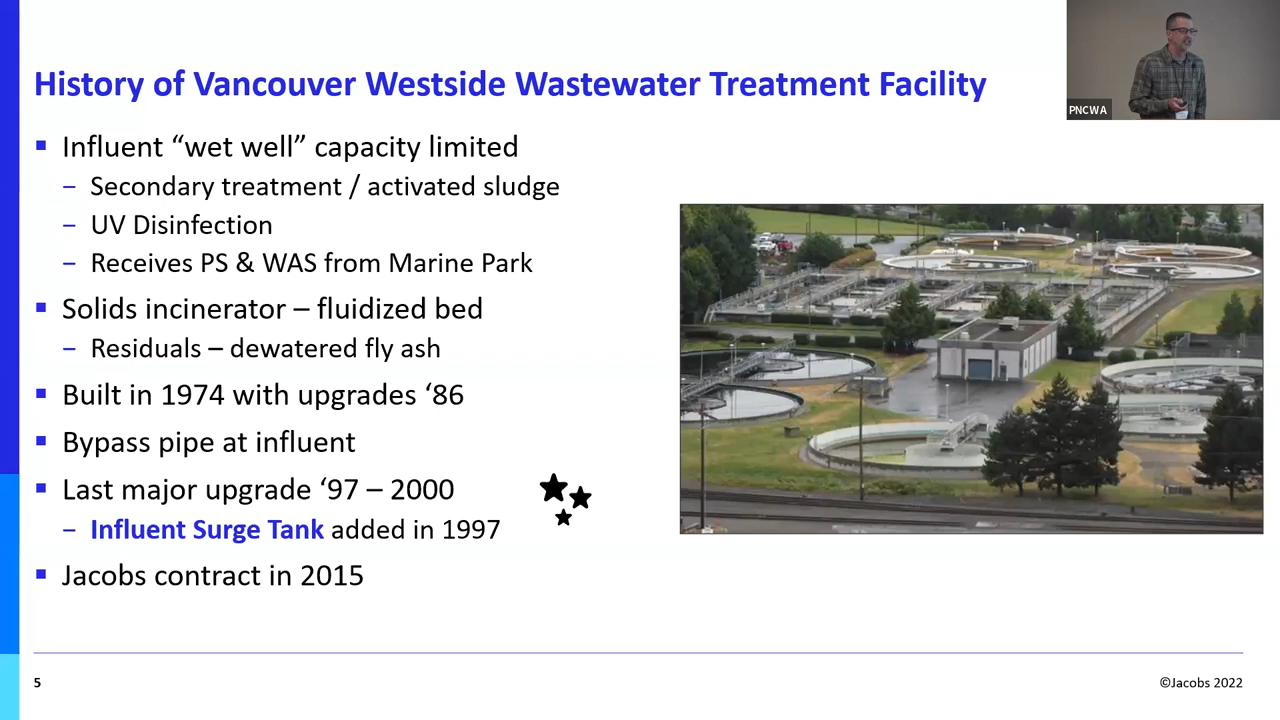 PNCWA
History of Vancouver Westside Wastewater Treatment Facility
Influent “wet well” capacity limited
− Secondary treatment / activated sludge
− UV Disinfection
− Receives PS & WAS from Marine Park
Solids incinerator – fluidized bed
− Residuals – dewatered fly ash
Built in 1974 with upgrades ‘86
Bypass pipe at influent
Last major upgrade ‘97 – 2000
− Influent Surge Tank added in 1997
Jacobs contract in 2015
5
©Jacobs 2022